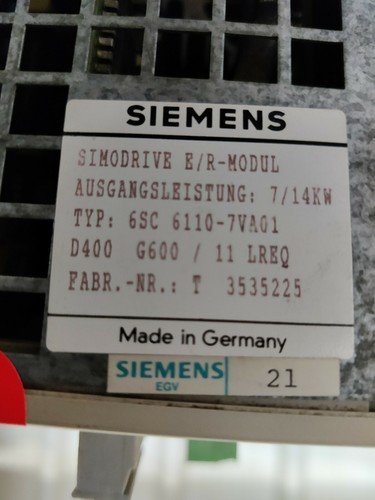 SIEMENS
SIMODRIVE E/R-MODUL
AUSGANGSLEISTUNG: 7/14KW
TYP: 6SC 6110-7VA01
D400 G600 / 11 LREQ
FABR.-NR.: T 3535225
Made in Germany
SIEMENS 21
EGV